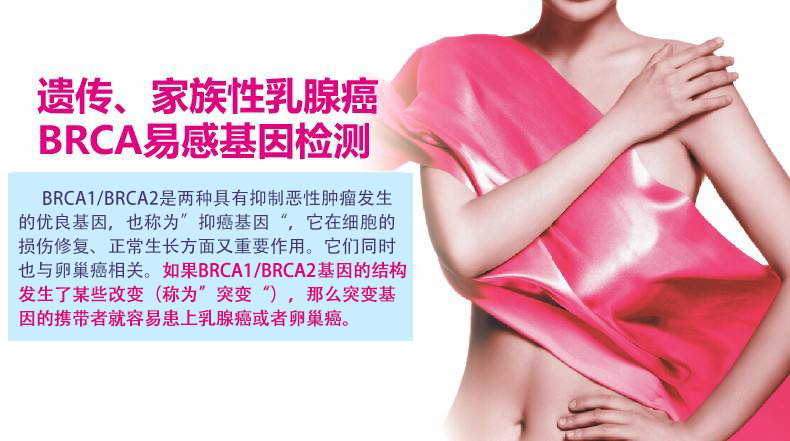 遗传、家族性乳腺癌
BRCA易感基因检测
BRCA1/BRCA2是两种具有抑制恶性肿瘤发生
的优良基因，也称为”抑癌基因“，它在细胞的
损伤修复、正常生长方面又重要作用。它们同时
也与卵巢癌相关。如果BRCA1/BRCA2基因的结构
发生了某些改变（称为”突变“），那么突变基
因的携带者就容易患上乳腺癌或者卵巢癌。